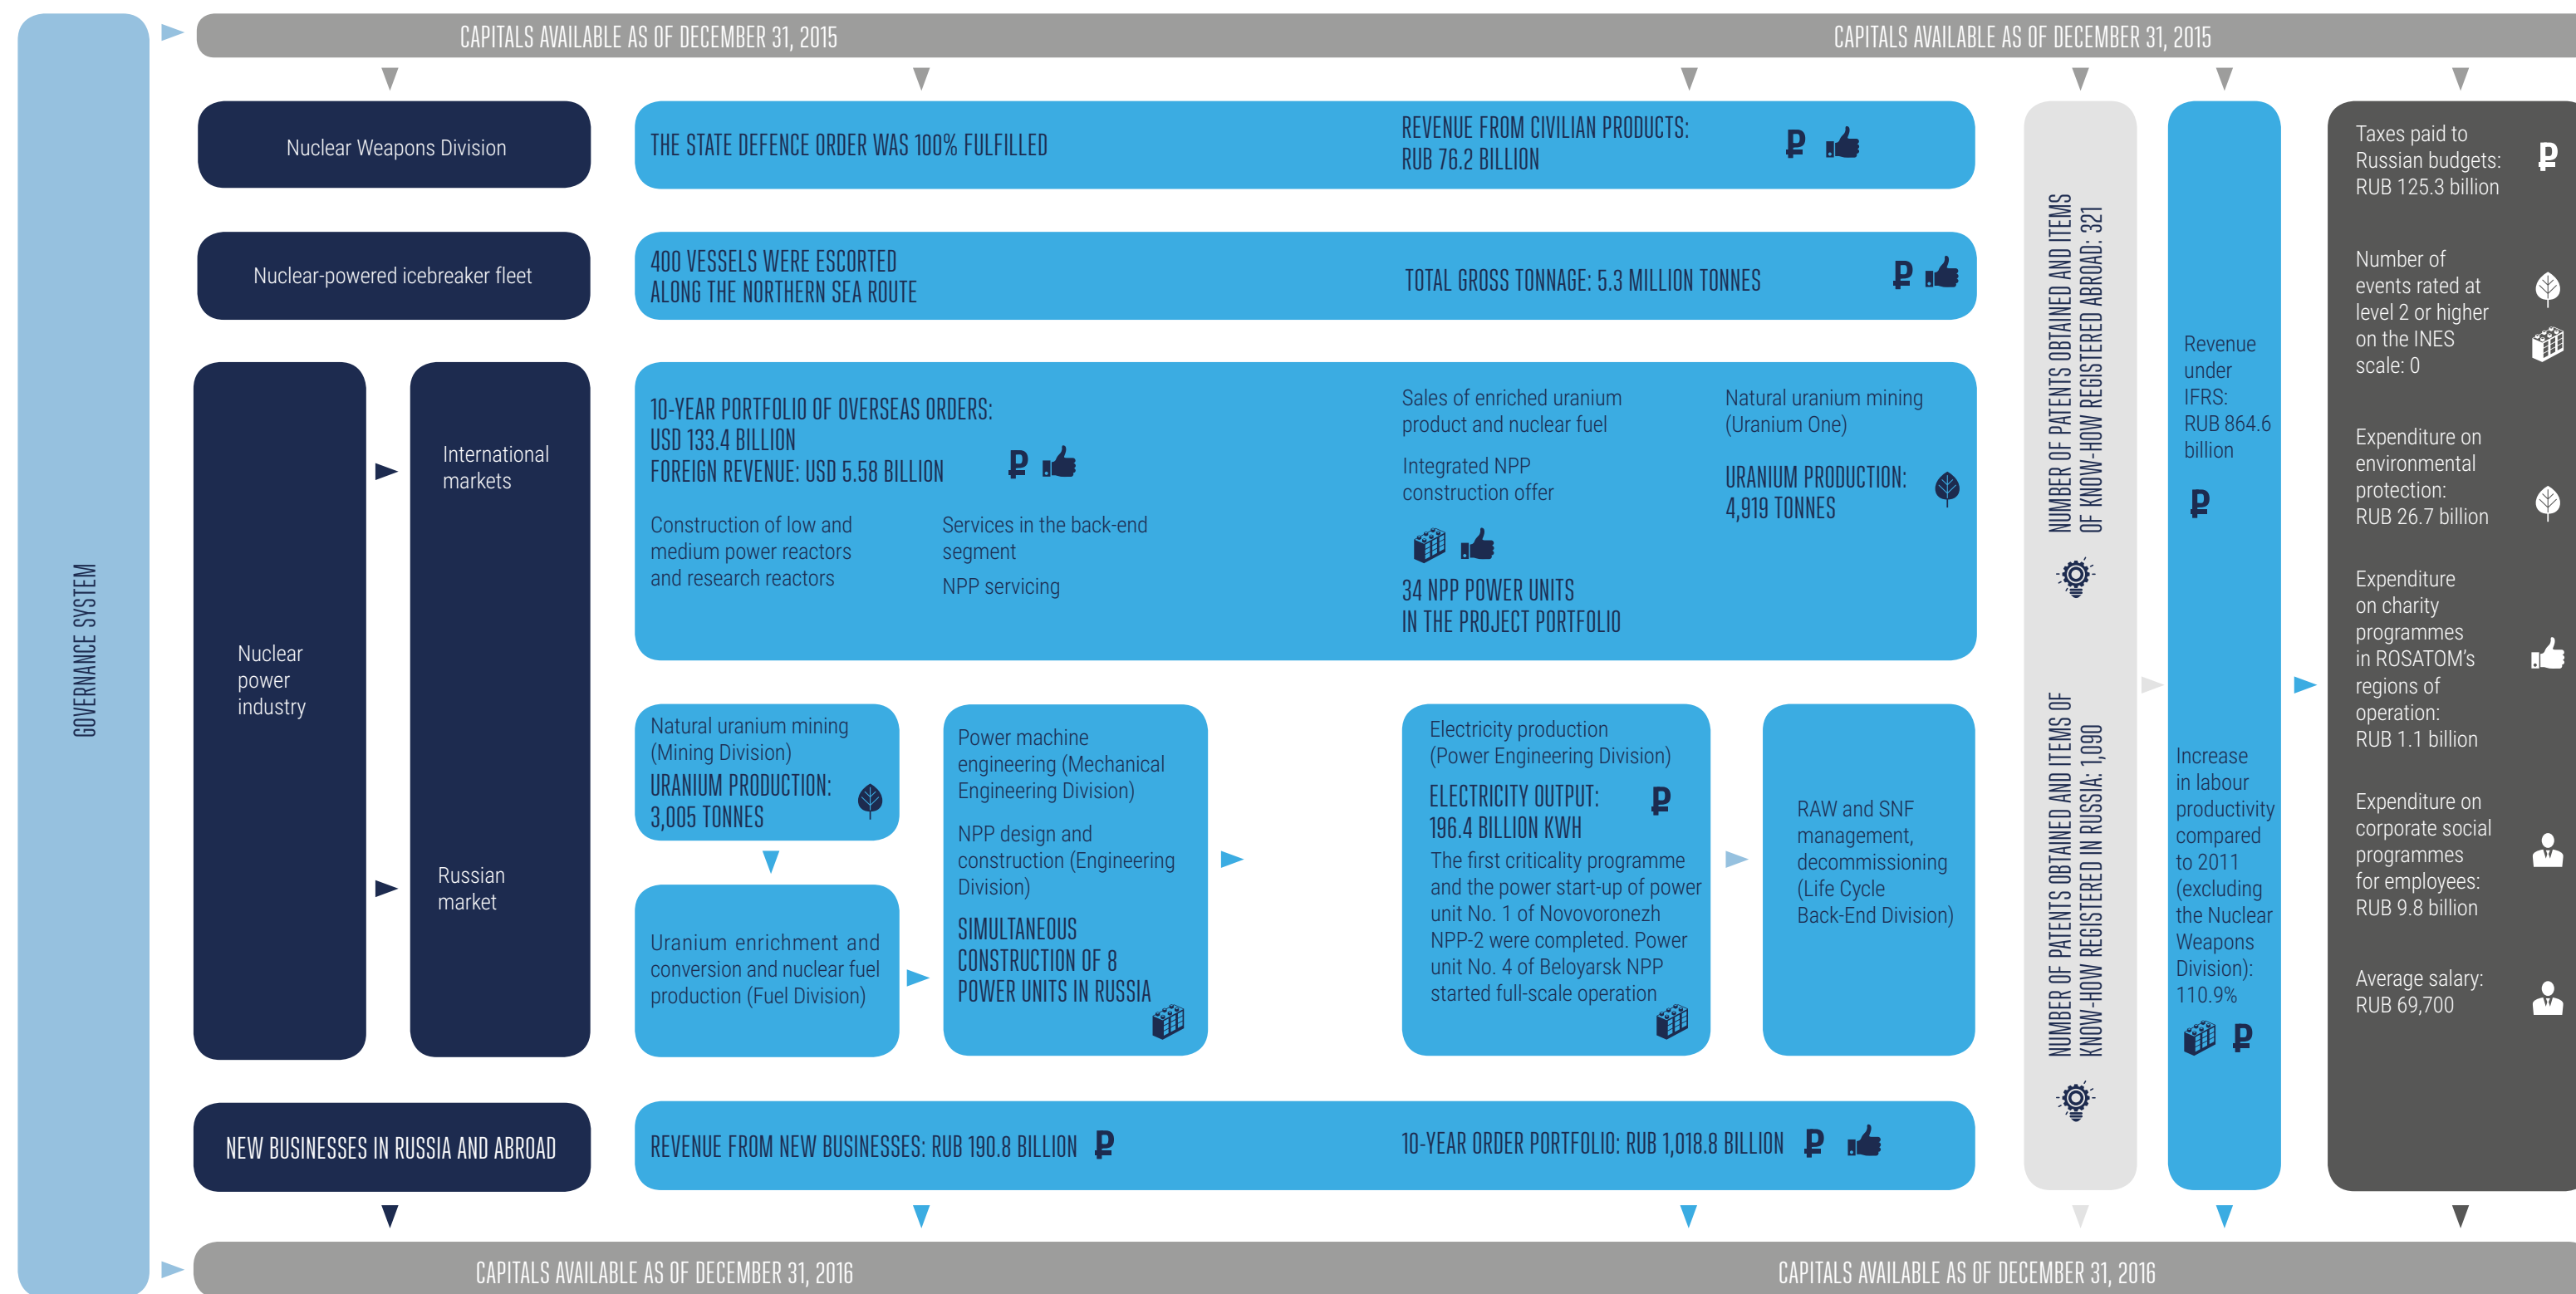 GOVERNANCE SYSTEM
CAPITALS AVAILABLE AS OF DECEMBER 31, 2015
CAPITALS AVAILABLE AS OF DECEMBER 31, 2015
Nuclear Weapons Division
THE STATE DEFENCE ORDER WAS 100% FULFILLED
REVENUE FROM CIVILIAN PRODUCTS:
RUB 76.2 BILLION
Nuclear-powered icebreaker fleet
400 VESSELS WERE ESCORTED
ALONG THE NORTHERN SEA ROUTE
TOTAL GROSS TONNAGE: 5.3 MILLION TONNES
Nuclear
power
industry
International
markets
Russian
market
10-YEAR PORTFOLIO OF OVERSEAS ORDERS:
USD 133.4 BILLION
FOREIGN REVENUE: USD 5.58 BILLION
Construction of low and
medium power reactors
and research reactors
Services in the back-end
segment
NPP servicing
Sales of enriched uranium
product and nuclear fuel
Integrated NPP
construction offer
34 NPP POWER UNITS
IN THE PROJECT PORTFOLIO
Natural uranium mining
(Uranium One)
URANIUM PRODUCTION:
4,919 TONNES
Natural uranium mining
(Mining Division)
URANIUM PRODUCTION:
3,005 TONNES
Uranium enrichment and
conversion and nuclear fuel
production (Fuel Division)
Power machine
engineering (Mechanical
Engineering Division)
NPP design and
construction (Engineering
Division)
SIMULTANEOUS
CONSTRUCTION OF 8
POWER UNITS IN RUSSIA
Electricity production
(Power Engineering Division)
ELECTRICITY OUTPUT:
196.4 BILLION KWH
The first criticality programme
and the power start-up of power
unit No. 1 of Novovoronezh
NPP-2 were completed. Power
unit No. 4 of Beloyarsk NPP
started full-scale operation
RAW and SNF
management,
decommissioning
(Life Cycle
Back-End Division)
NEW BUSINESSES IN RUSSIA AND ABROAD
REVENUE FROM NEW BUSINESSES: RUB 190.8 BILLION
10-YEAR ORDER PORTFOLIO: RUB 1,018.8 BILLION
NUMBER OF PATENTS OBTAINED AND ITEMS
OF KNOW-HOW REGISTERED ABROAD: 321
NUMBER OF PATENTS OBTAINED AND ITEMS OF
KNOW-HOW REGISTERED IN RUSSIA: 1,090
Revenue
under
IFRS:
RUB 864.6
billion
Increase
in labour
productivity
compared
to 2011
(excluding
the Nuclear
Weapons
Division):
110.9%
Taxes paid to
Russian budgets:
RUB 125.3 billion
Number of
events rated at
level 2 or higher
on the INES
scale: 0
Expenditure on
environmental
protection:
RUB 26.7 billion
Expenditure
on charity
programmes
in ROSATOM's
regions of
operation:
RUB 1.1 billion
Expenditure on
corporate social
programmes
for employees:
RUB 9.8 billion
Average salary:
RUB 69,700
CAPITALS AVAILABLE AS OF DECEMBER 31, 2016
CAPITALS AVAILABLE AS OF DECEMBER 31, 2016